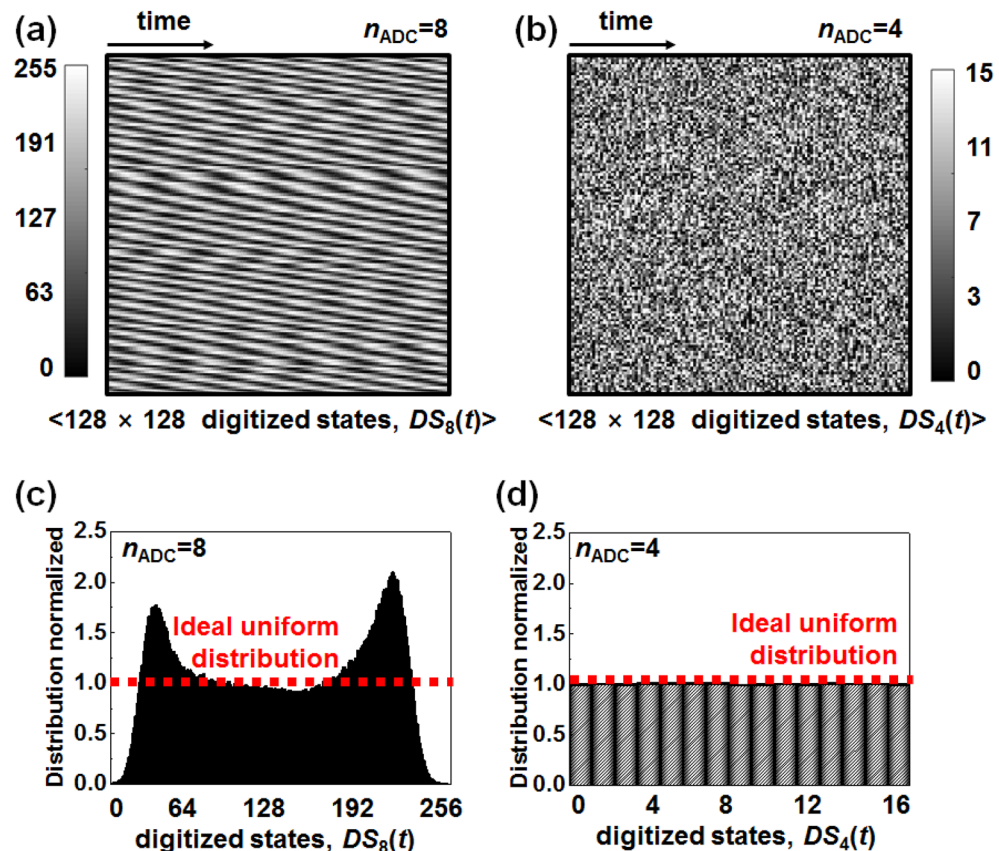 (a)
time
n_ADC=8
255
191
127
63
0
<128 × 128 digitized states, DS₈(t)>
(b)
time
n_ADC=4
15
11
7
3
0
<128 × 128 digitized states, DS₄(t)>
(c)
Distribution normalized
2.5
2.0
1.5
1.0
0.5
0.0
n_ADC=8
Ideal uniform
distribution
0 64 128 192 256
digitized states, DS₈(t)
(d)
Distribution normalized
2.5
2.0
1.5
1.0
0.5
0.0
n_ADC=4
Ideal uniform
distribution
0 4 8 12 16
digitized states, DS₄(t)